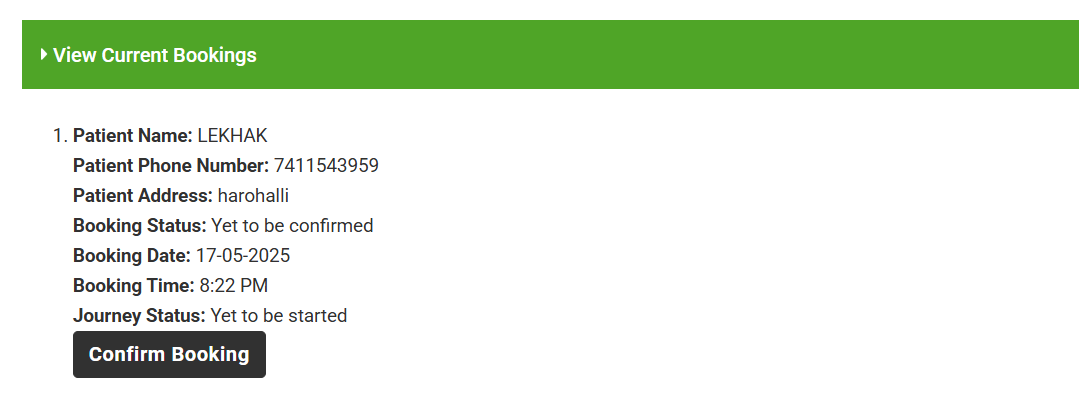 View Current Bookings
1. Patient Name: LEKHAK
Patient Phone Number: 7411543959
Patient Address: harohalli
Booking Status: Yet to be confirmed
Booking Date: 17-05-2025
Booking Time: 8:22 PM
Journey Status: Yet to be started
Confirm Booking